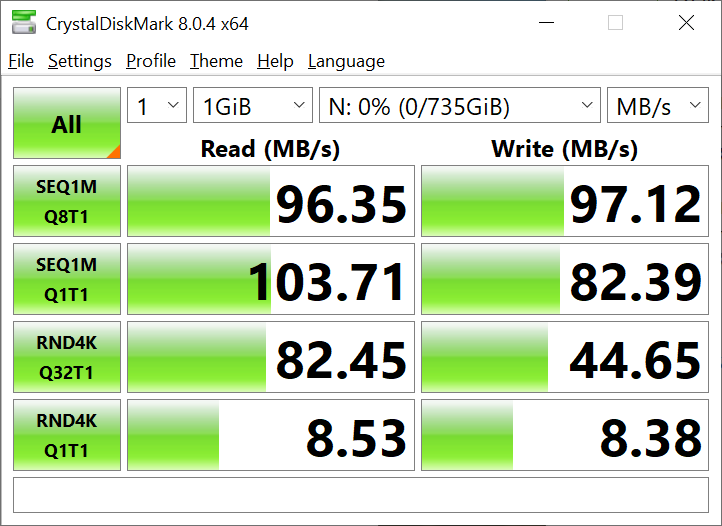 CrystalDiskMark 8.0.4 x64
File Settings Profile Theme Help Language
All 1 1GiB N: 0% (0/735GiB) MB/s
Read (MB/s) Write (MB/s)
SEQ1M
Q8T1 96.35 97.12
SEQ1M
Q1T1 103.71 82.39
RND4K
Q32T1 82.45 44.65
RND4K
Q1T1 8.53 8.38